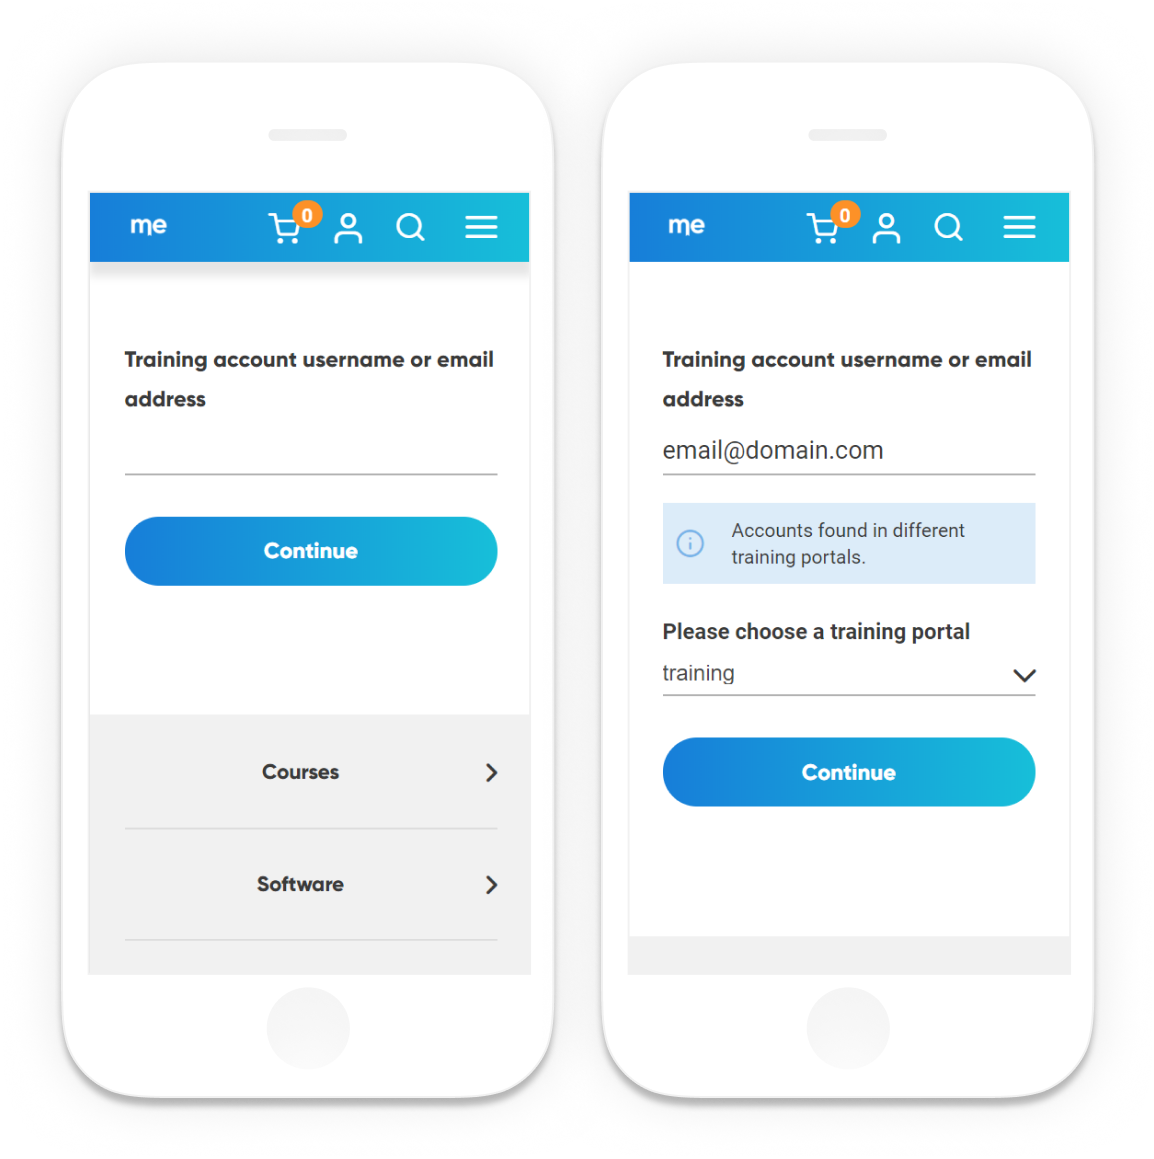 me
0
Training account username or email
address
Continue
Courses
Software
me
0
Training account username or email
address
email@domain.com
Accounts found in different
training portals.
Please choose a training portal
training
Continue